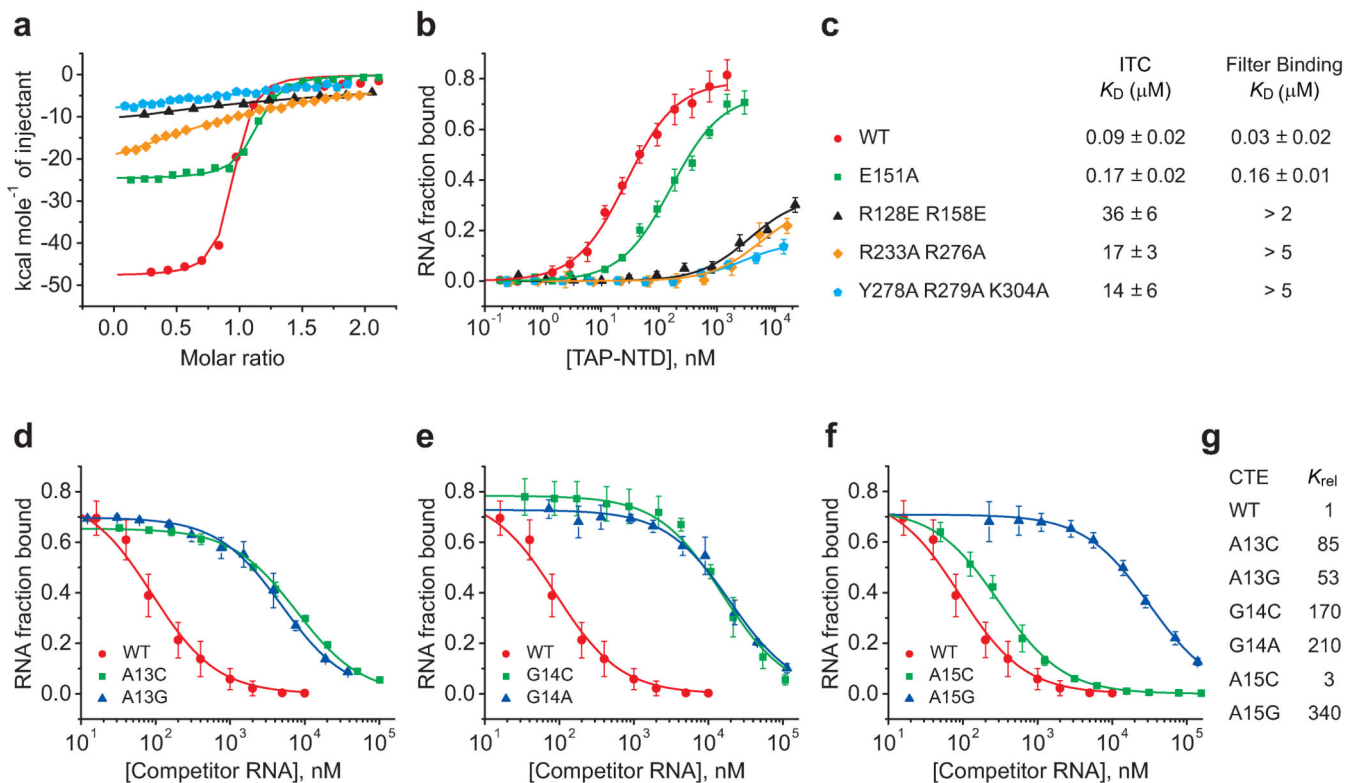 a
kcal mole⁻¹ of injectant
0
-10
-20
-30
-40
-50
0.0 0.5 1.0 1.5 2.0
Molar ratio
b
RNA fraction bound
0.8
0.6
0.4
0.2
0.0
10⁻¹ 10⁰ 10¹ 10² 10³ 10⁴
[TAP-NTD], nM
c
ITC Filter Binding
K_D (μM) K_D (μM)
WT 0.09 ± 0.02 0.03 ± 0.02
E151A 0.17 ± 0.02 0.16 ± 0.01
R128E R158E 36 ± 6 > 2
R233A R276A 17 ± 3 > 5
Y278A R279A K304A 14 ± 6 > 5
d
RNA fraction bound
0.8
0.6
0.4
0.2
0.0
WT
A13C
A13G
10¹ 10² 10³ 10⁴ 10⁵
[Competitor RNA], nM
e
RNA fraction bound
0.8
0.6
0.4
0.2
0.0
WT
G14C
G14A
10¹ 10² 10³ 10⁴ 10⁵
[Competitor RNA], nM
f
RNA fraction bound
0.8
0.6
0.4
0.2
0.0
WT
A15C
A15G
10¹ 10² 10³ 10⁴ 10⁵
[Competitor RNA], nM
g
CTE K_rel
WT 1
A13C 85
A13G 53
G14C 170
G14A 210
A15C 3
A15G 340